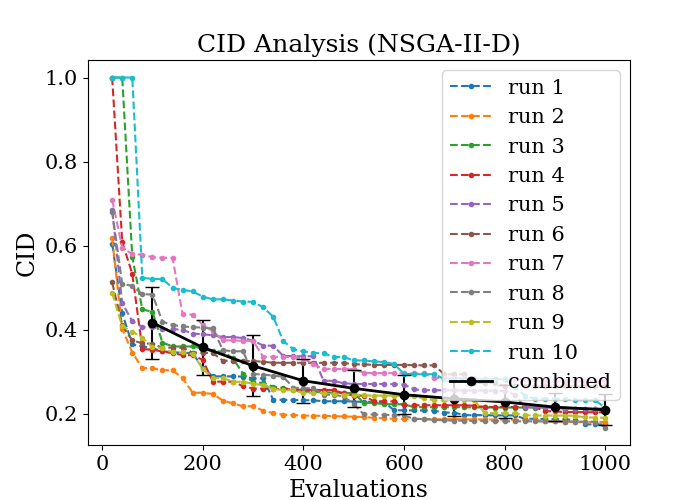 CID Analysis (NSGA-II-D)
1.0
0.8
0.6
0.4
0.2
CID
run 1
run 2
run 3
run 4
run 5
run 6
run 7
run 8
run 9
run 10
combined
0
200
400
600
800
1000
Evaluations